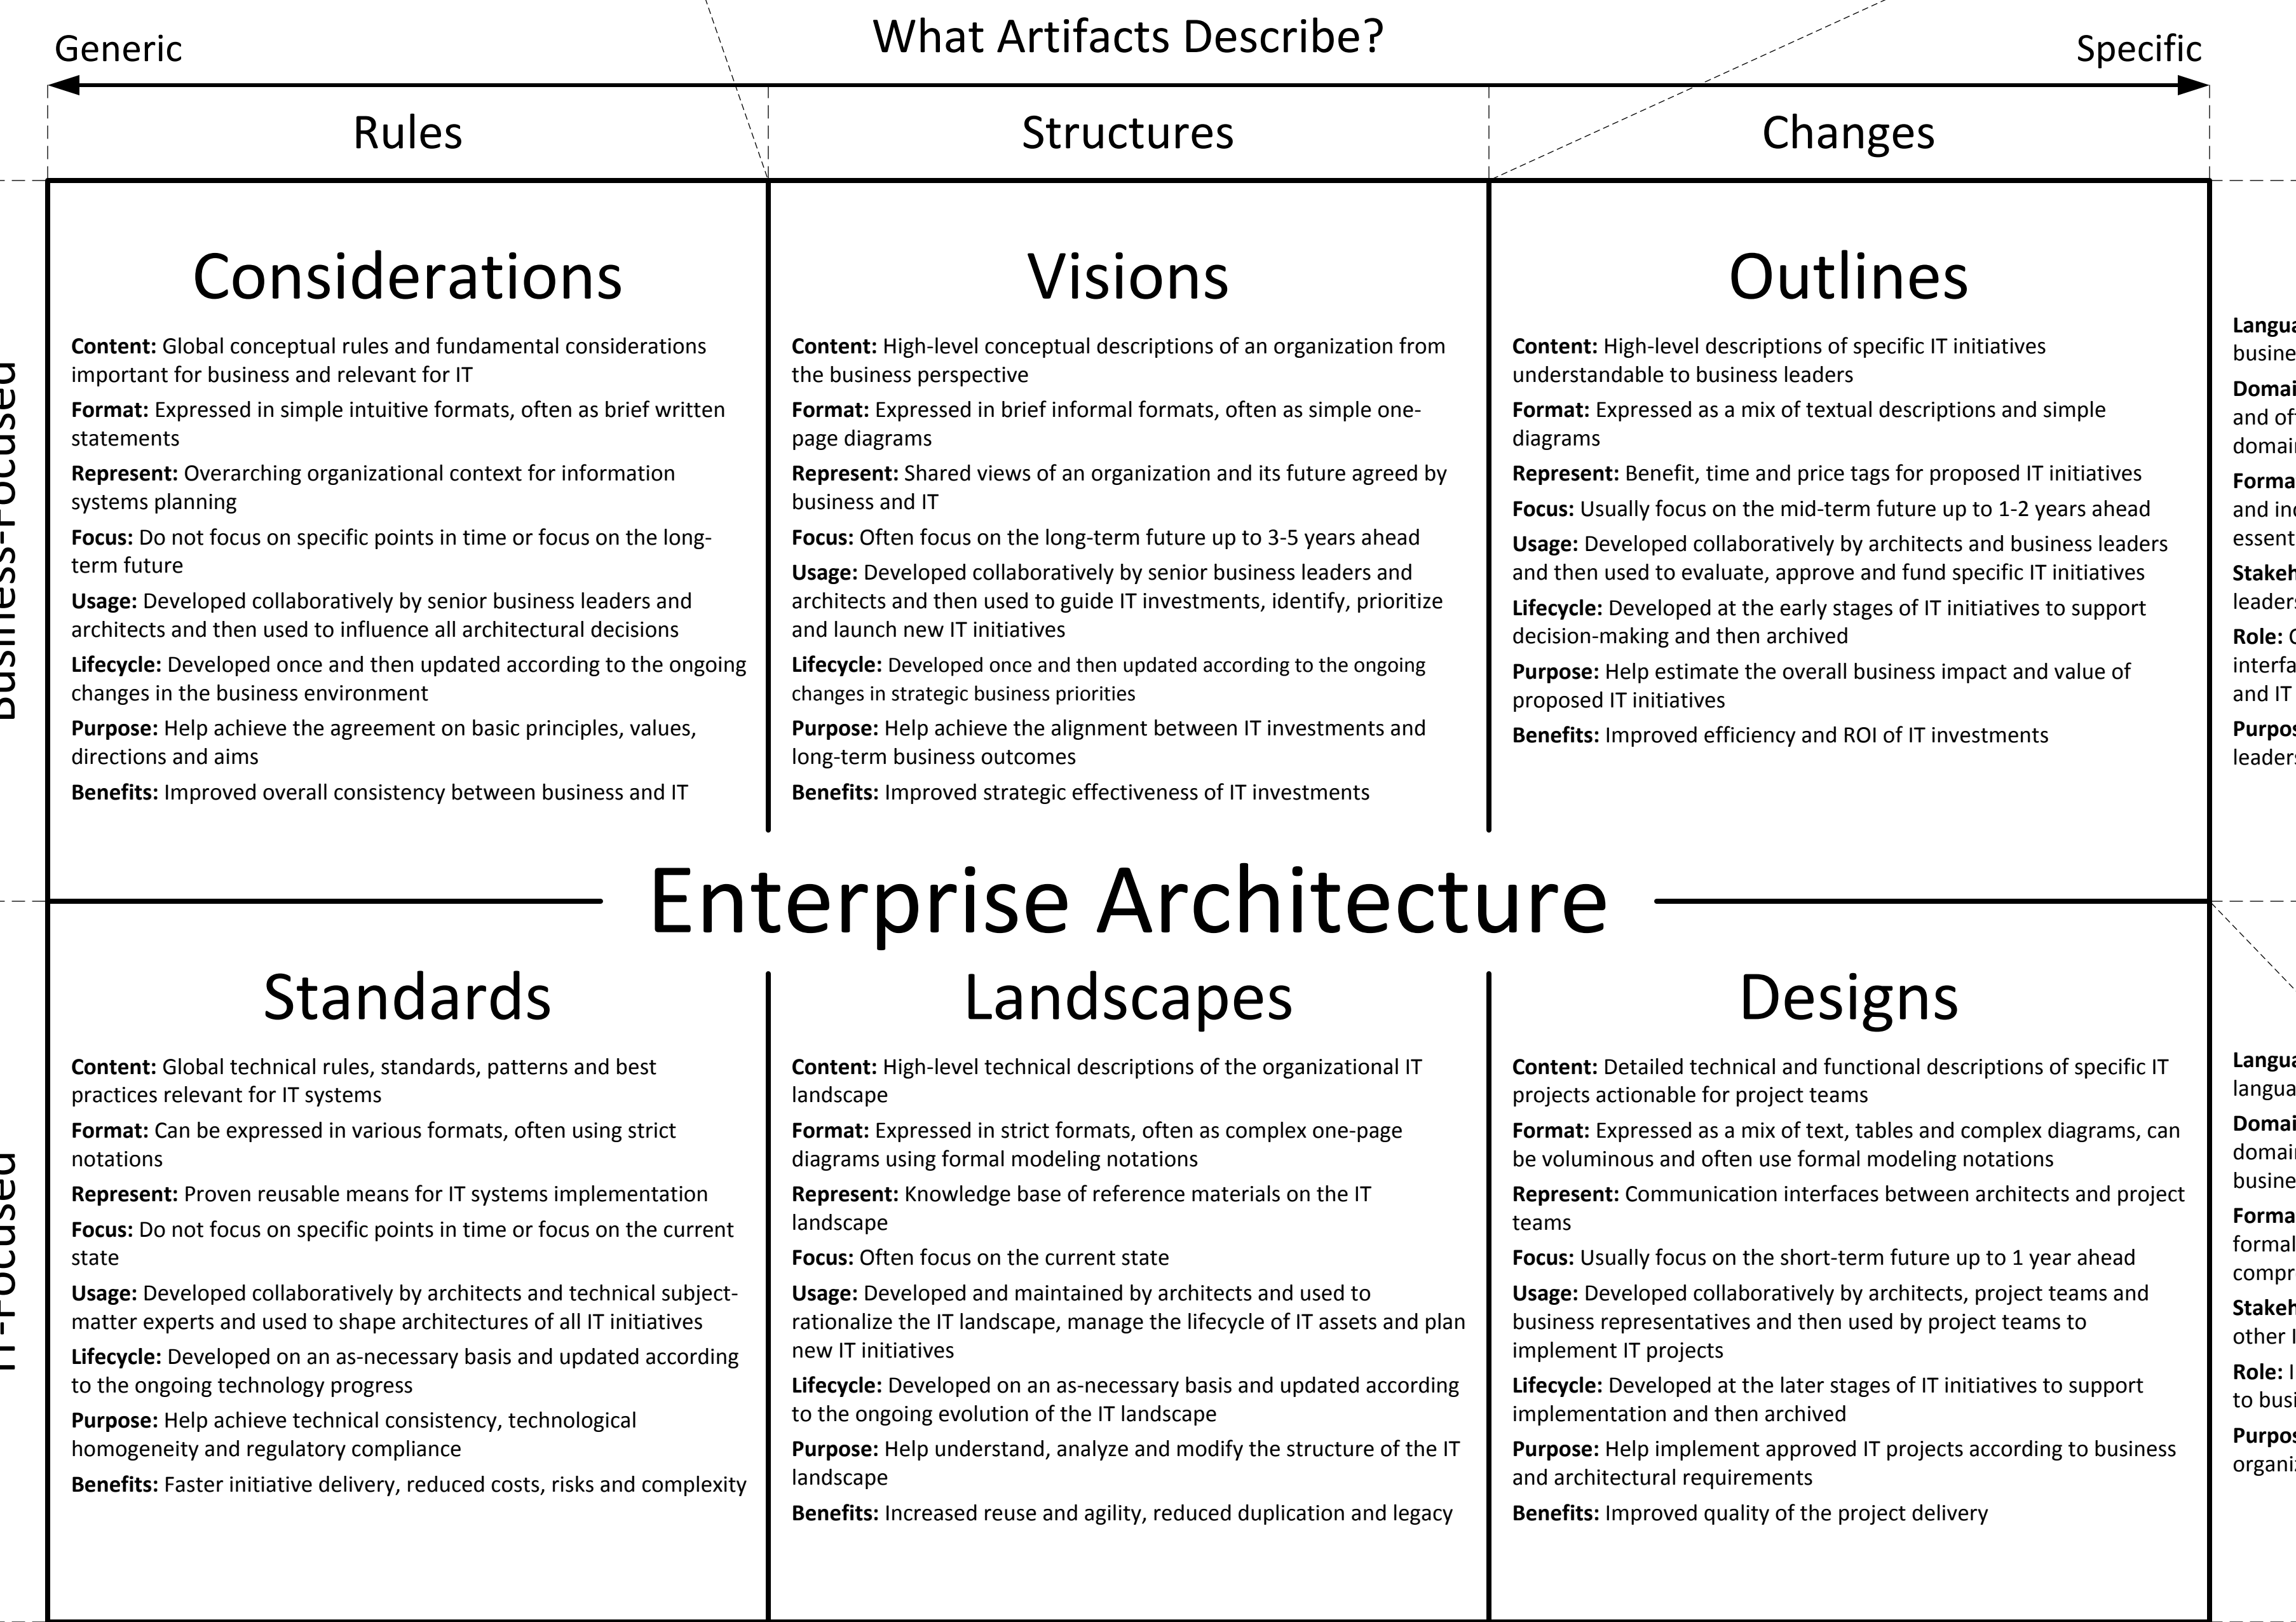 What Artifacts Describe?
Generic
Specific
Rules
Structures
Changes
Business-Focused
Considerations
Content: Global conceptual rules and fundamental considerations
important for business and relevant for IT
Format: Expressed in simple intuitive formats, often as brief written
statements
Represent: Overarching organizational context for information
systems planning
Focus: Do not focus on specific points in time or focus on the long-
term future
Usage: Developed collaboratively by senior business leaders and
architects and then used to influence all architectural decisions
Lifecycle: Developed once and then updated according to the ongoing
changes in the business environment
Purpose: Help achieve the agreement on basic principles, values,
directions and aims
Benefits: Improved overall consistency between business and IT
Visions
Content: High-level conceptual descriptions of an organization from
the business perspective
Format: Expressed in brief informal formats, often as simple one-
page diagrams
Represent: Shared views of an organization and its future agreed by
business and IT
Focus: Often focus on the long-term future up to 3-5 years ahead
Usage: Developed collaboratively by senior business leaders and
architects and then used to guide IT investments, identify, prioritize
and launch new IT initiatives
Lifecycle: Developed once and then updated according to the ongoing
changes in strategic business priorities
Purpose: Help achieve the alignment between IT investments and
long-term business outcomes
Benefits: Improved strategic effectiveness of IT investments
Outlines
Content: High-level descriptions of specific IT initiatives
understandable to business leaders
Format: Expressed as a mix of textual descriptions and simple
diagrams
Represent: Benefit, time and price tags for proposed IT initiatives
Focus: Usually focus on the mid-term future up to 1-2 years ahead
Usage: Developed collaboratively by architects and business leaders
and then used to evaluate, approve and fund specific IT initiatives
Lifecycle: Developed at the early stages of IT initiatives to support
decision-making and then archived
Purpose: Help estimate the overall business impact and value of
proposed IT initiatives
Benefits: Improved efficiency and ROI of IT investments
and
and IT
Enterprise Architecture
IT-Focused
Standards
Content: Global technical rules, standards, patterns and best
practices relevant for IT systems
Format: Can be expressed in various formats, often using strict
notations
Represent: Proven reusable means for IT systems implementation
Focus: Do not focus on specific points in time or focus on the current
state
Usage: Developed collaboratively by architects and technical subject-
matter experts and used to shape architectures of all IT initiatives
Lifecycle: Developed on an as-necessary basis and updated according
to the ongoing technology progress
Purpose: Help achieve technical consistency, technological
homogeneity and regulatory compliance
Benefits: Faster initiative delivery, reduced costs, risks and complexity
Landscapes
Content: High-level technical descriptions of the organizational IT
landscape
Format: Expressed in strict formats, often as complex one-page
diagrams using formal modeling notations
Represent: Knowledge base of reference materials on the IT
landscape
Focus: Often focus on the current state
Usage: Developed and maintained by architects and used to
rationalize the IT landscape, manage the lifecycle of IT assets and plan
new IT initiatives
Lifecycle: Developed on an as-necessary basis and updated according
to the ongoing evolution of the IT landscape
Purpose: Help understand, analyze and modify the structure of the IT
landscape
Benefits: Increased reuse and agility, reduced duplication and legacy
Designs
Content: Detailed technical and functional descriptions of specific IT
projects actionable for project teams
Format: Expressed as a mix of text, tables and complex diagrams, can
be voluminous and often use formal modeling notations
Represent: Communication interfaces between architects and project
teams
Focus: Usually focus on the short-term future up to 1 year ahead
Usage: Developed collaboratively by architects, project teams and
business representatives and then used by project teams to
implement IT projects
Lifecycle: Developed at the later stages of IT initiatives to support
implementation and then archived
Purpose: Help implement approved IT projects according to business
and architectural requirements
Benefits: Improved quality of the project delivery
other
Role:
to